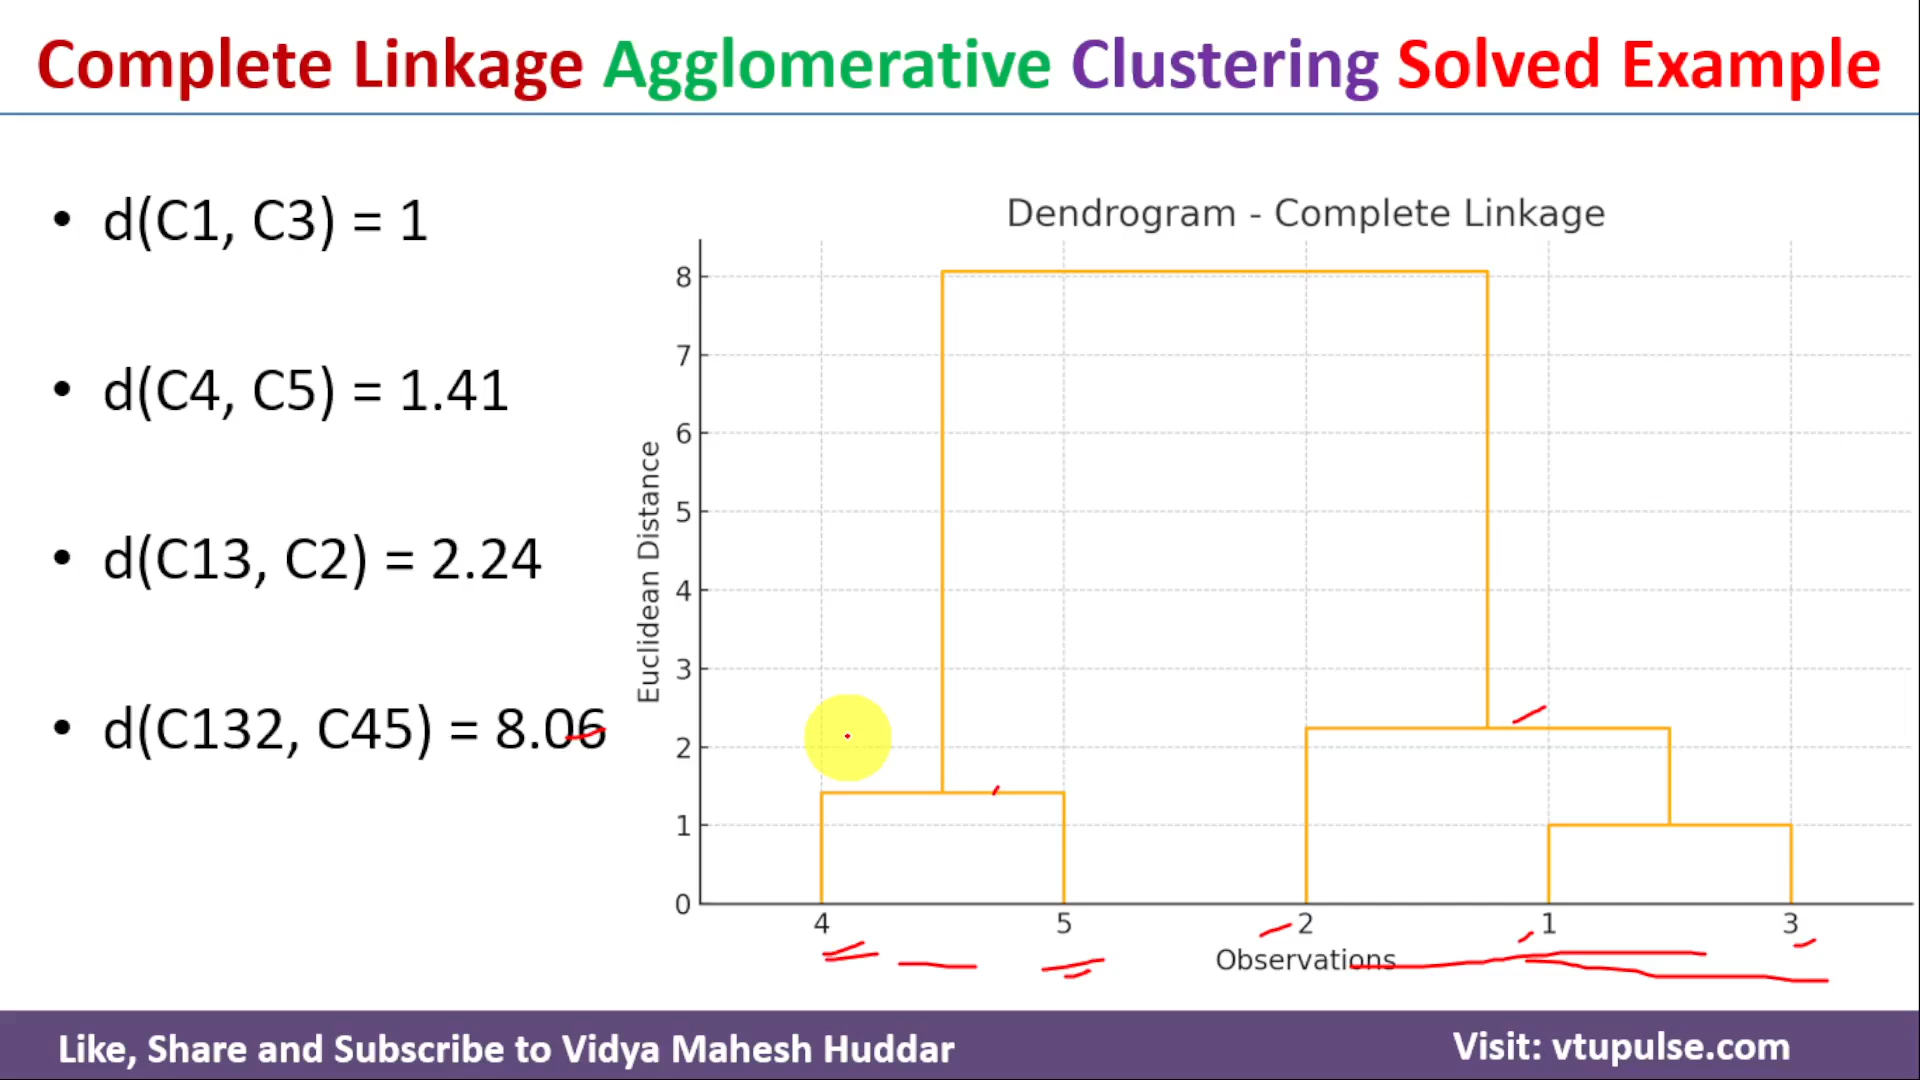 Complete Linkage Agglomerative Clustering Solved Example
• d(C1, C3) = 1
• d(C4, C5) = 1.41
• d(C13, C2) = 2.24
• d(C132, C45) = 8.06
Dendrogram - Complete Linkage
Euclidean Distance
8
7
6
5
4
3
2
1
0
4 5 2 1 3
Observations
Like, Share and Subscribe to Vidya Mahesh Huddar
Visit: vtupulse.com